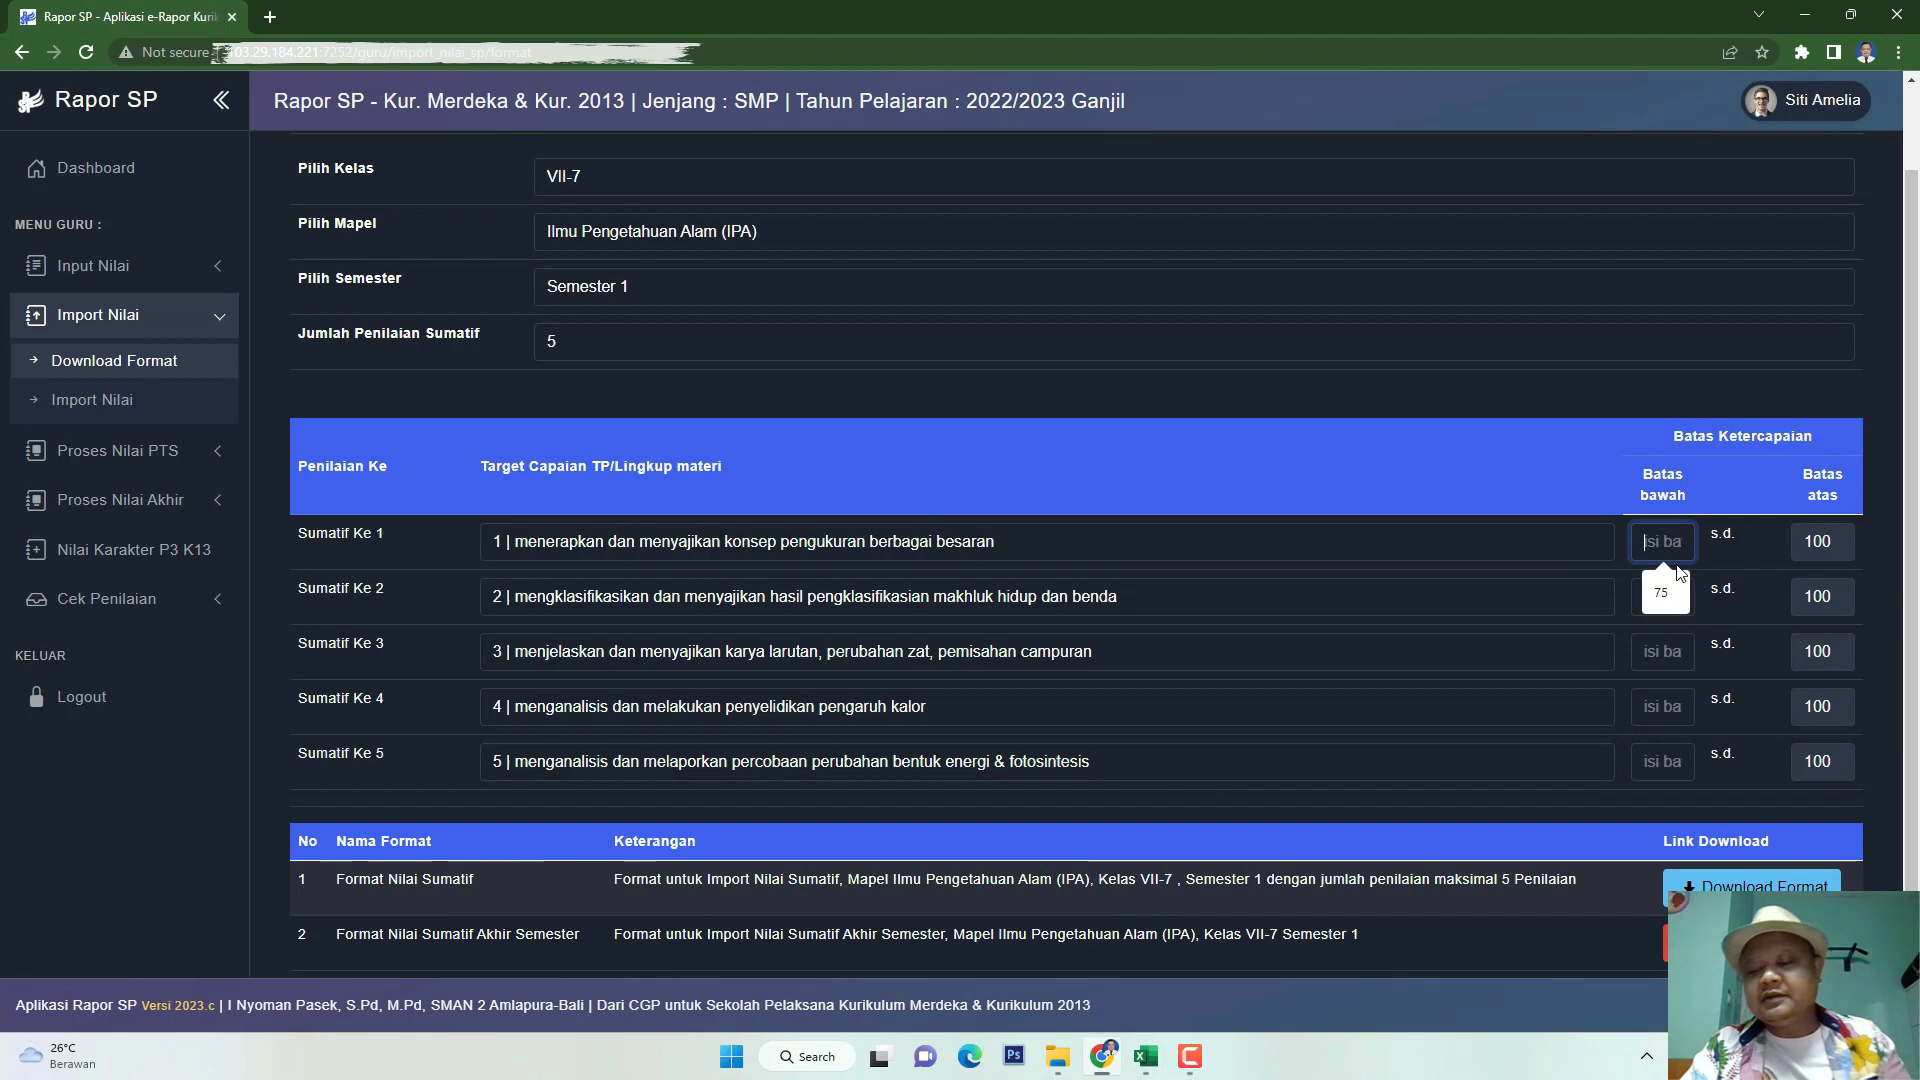 Rapor SP - Aplikasi e-Rapor Kurik
Not secure
03.29.184.221:7252/guru/import_nilai_sp/format
Rapor SP
Rapor SP - Kur. Merdeka & Kur. 2013 | Jenjang : SMP | Tahun Pelajaran : 2022/2023 Ganjil
Siti Amelia
Dashboard
MENU GURU :
Input Nilai
Import Nilai
Download Format
Import Nilai
Proses Nilai PTS
Proses Nilai Akhir
Nilai Karakter P3 K13
Cek Penilaian
KELUAR
Logout
Pilih Kelas
VII-7
Pilih Mapel
Ilmu Pengetahuan Alam (IPA)
Pilih Semester
Semester 1
Jumlah Penilaian Sumatif
5
Penilaian Ke
Target Capaian TP/Lingkup materi
Batas Ketercapaian
Batas bawah
Batas atas
Sumatif Ke 1
1 | menerapkan dan menyajikan konsep pengukuran berbagai besaran
isi ba
s.d.
100
75
Sumatif Ke 2
2 | mengklasifikasikan dan menyajikan hasil pengklasifikasian makhluk hidup dan benda
s.d.
100
Sumatif Ke 3
3 | menjelaskan dan menyajikan karya larutan, perubahan zat, pemisahan campuran
isi ba
s.d.
100
Sumatif Ke 4
4 | menganalisis dan melakukan penyelidikan pengaruh kalor
isi ba
s.d.
100
Sumatif Ke 5
5 | menganalisis dan melaporkan percobaan perubahan bentuk energi & fotosintesis
isi ba
s.d.
100
No
Nama Format
Keterangan
Link Download
1
Format Nilai Sumatif
Format untuk Import Nilai Sumatif, Mapel Ilmu Pengetahuan Alam (IPA), Kelas VII-7 , Semester 1 dengan jumlah penilaian maksimal 5 Penilaian
Download Format
2
Format Nilai Sumatif Akhir Semester
Format untuk Import Nilai Sumatif Akhir Semester, Mapel Ilmu Pengetahuan Alam (IPA), Kelas VII-7 Semester 1
Aplikasi Rapor SP Versi 2023.c | I Nyoman Pasek, S.Pd, M.Pd, SMAN 2 Amlapura-Bali | Dari CGP untuk Sekolah Pelaksana Kurikulum Merdeka & Kurikulum 2013
26°C
Berawan
Search
Ps